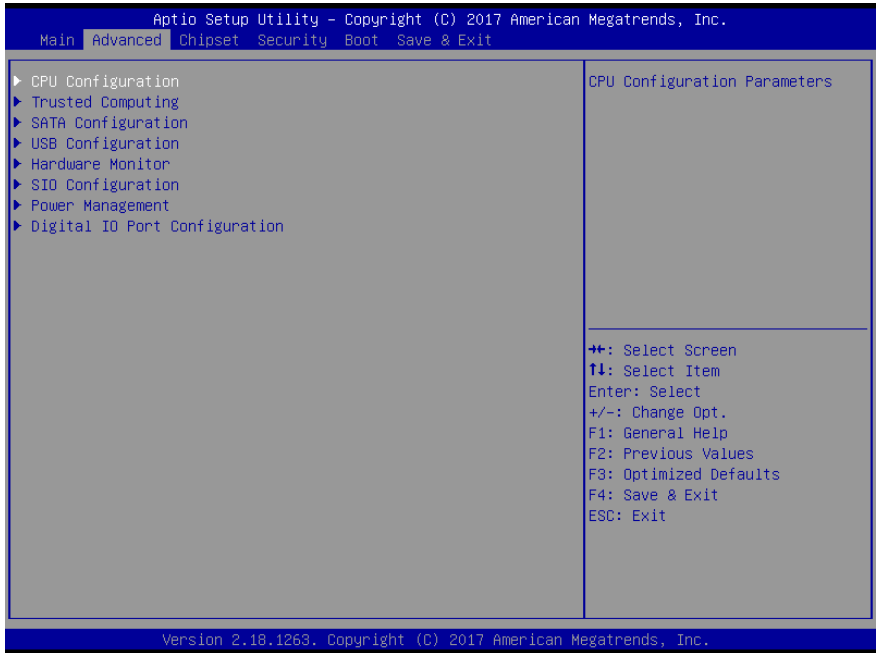 Aptio Setup Utility – Copyright (C) 2017 American Megatrends, Inc.
Main Advanced Chipset Security Boot Save & Exit
▶ CPU Configuration
▶ Trusted Computing
▶ SATA Configuration
▶ USB Configuration
▶ Hardware Monitor
▶ SIO Configuration
▶ Power Management
▶ Digital IO Port Configuration
CPU Configuration Parameters
→←: Select Screen
↑↓: Select Item
Enter: Select
+/-: Change Opt.
F1: General Help
F2: Previous Values
F3: Optimized Defaults
F4: Save & Exit
ESC: Exit
Version 2.18.1263. Copyright (C) 2017 American Megatrends, Inc.